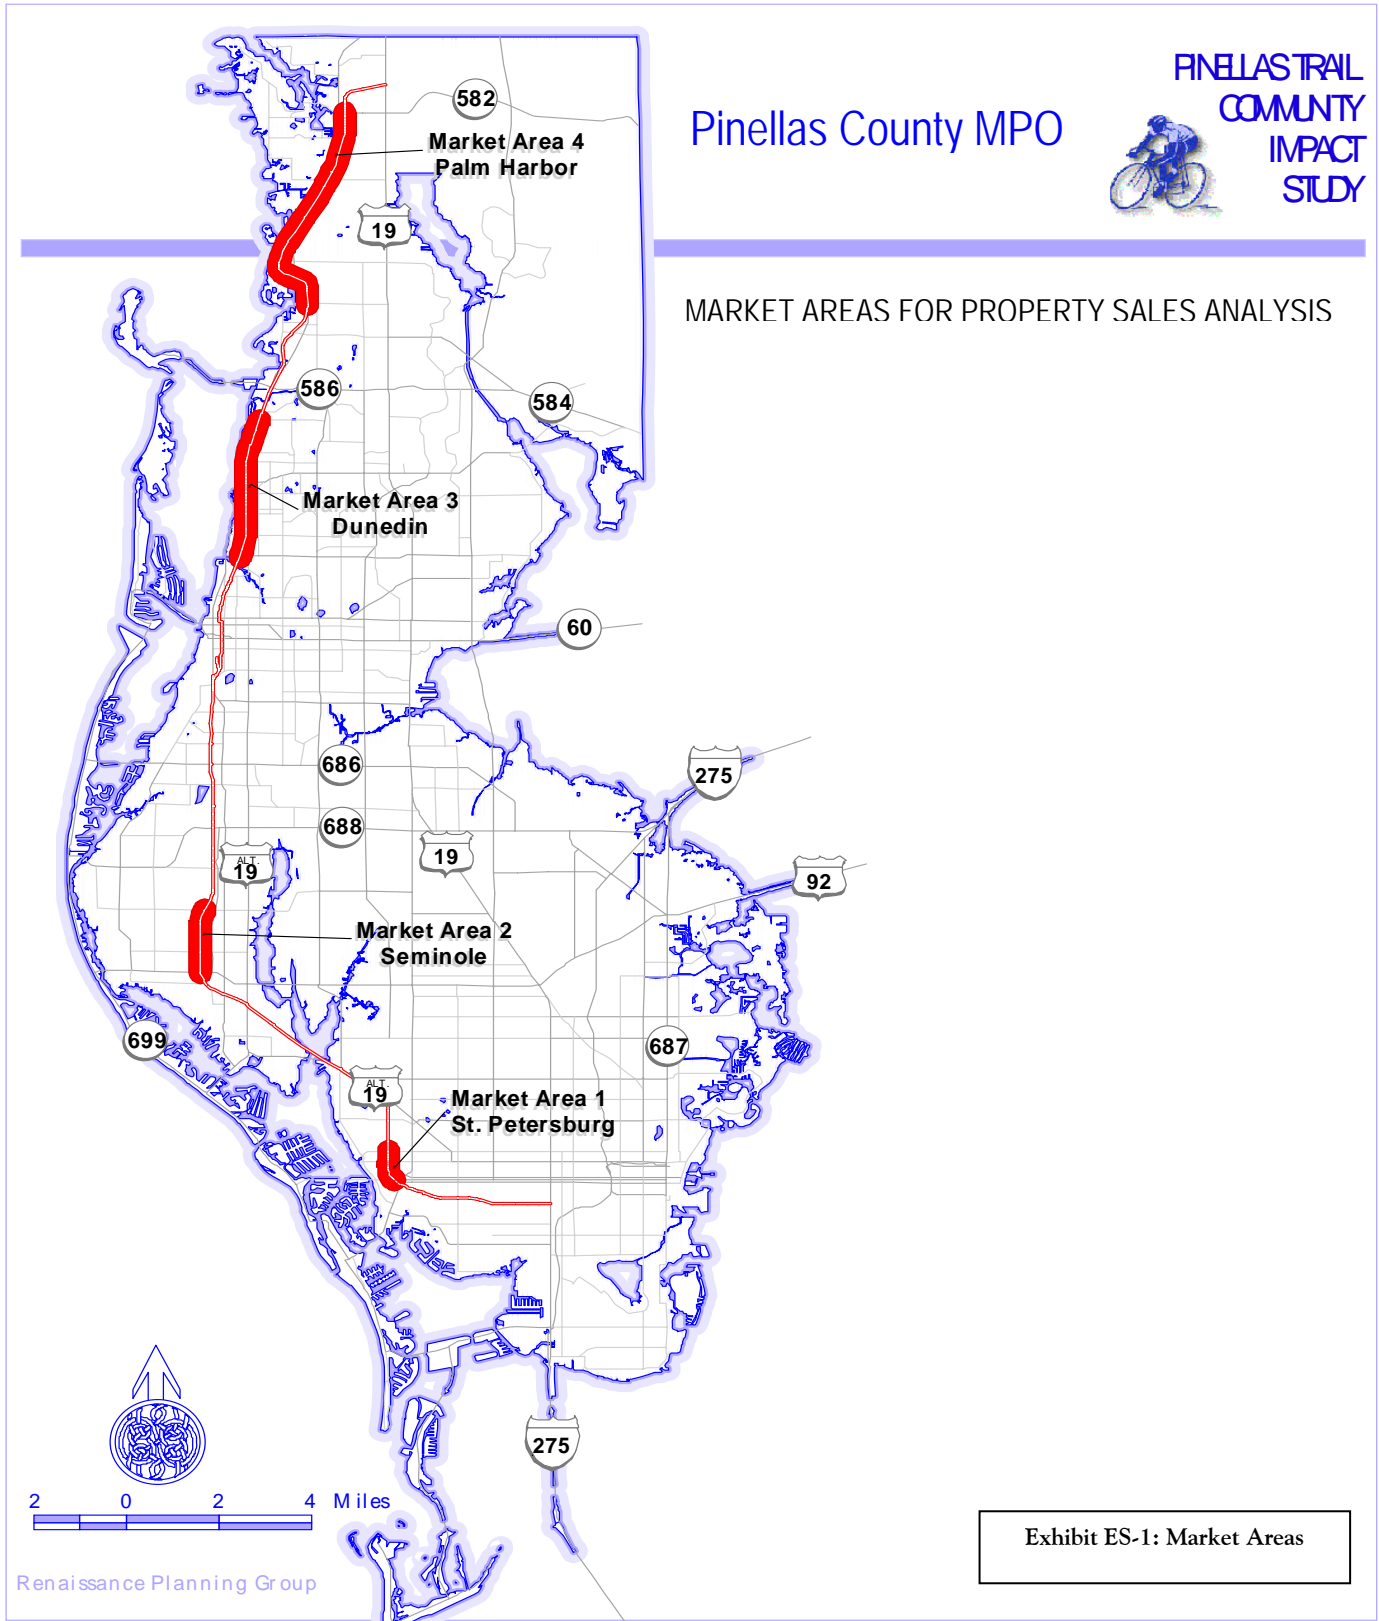 PINELLAS TRAIL
COMMUNTY
IMPACT
STUDY
Pinellas County MPO
MARKET AREAS FOR PROPERTY SALES ANALYSIS
582
Market Area 4
Palm Harbor
19
586
584
Market Area 3
Dunedin
60
686
275
688
19
ALT.
19
92
Market Area 2
Seminole
699
687
ALT.
19
Market Area 1
St. Petersburg
275
2 0 2 4 Miles
Exhibit ES-1: Market Areas
Renaissance Planning Group